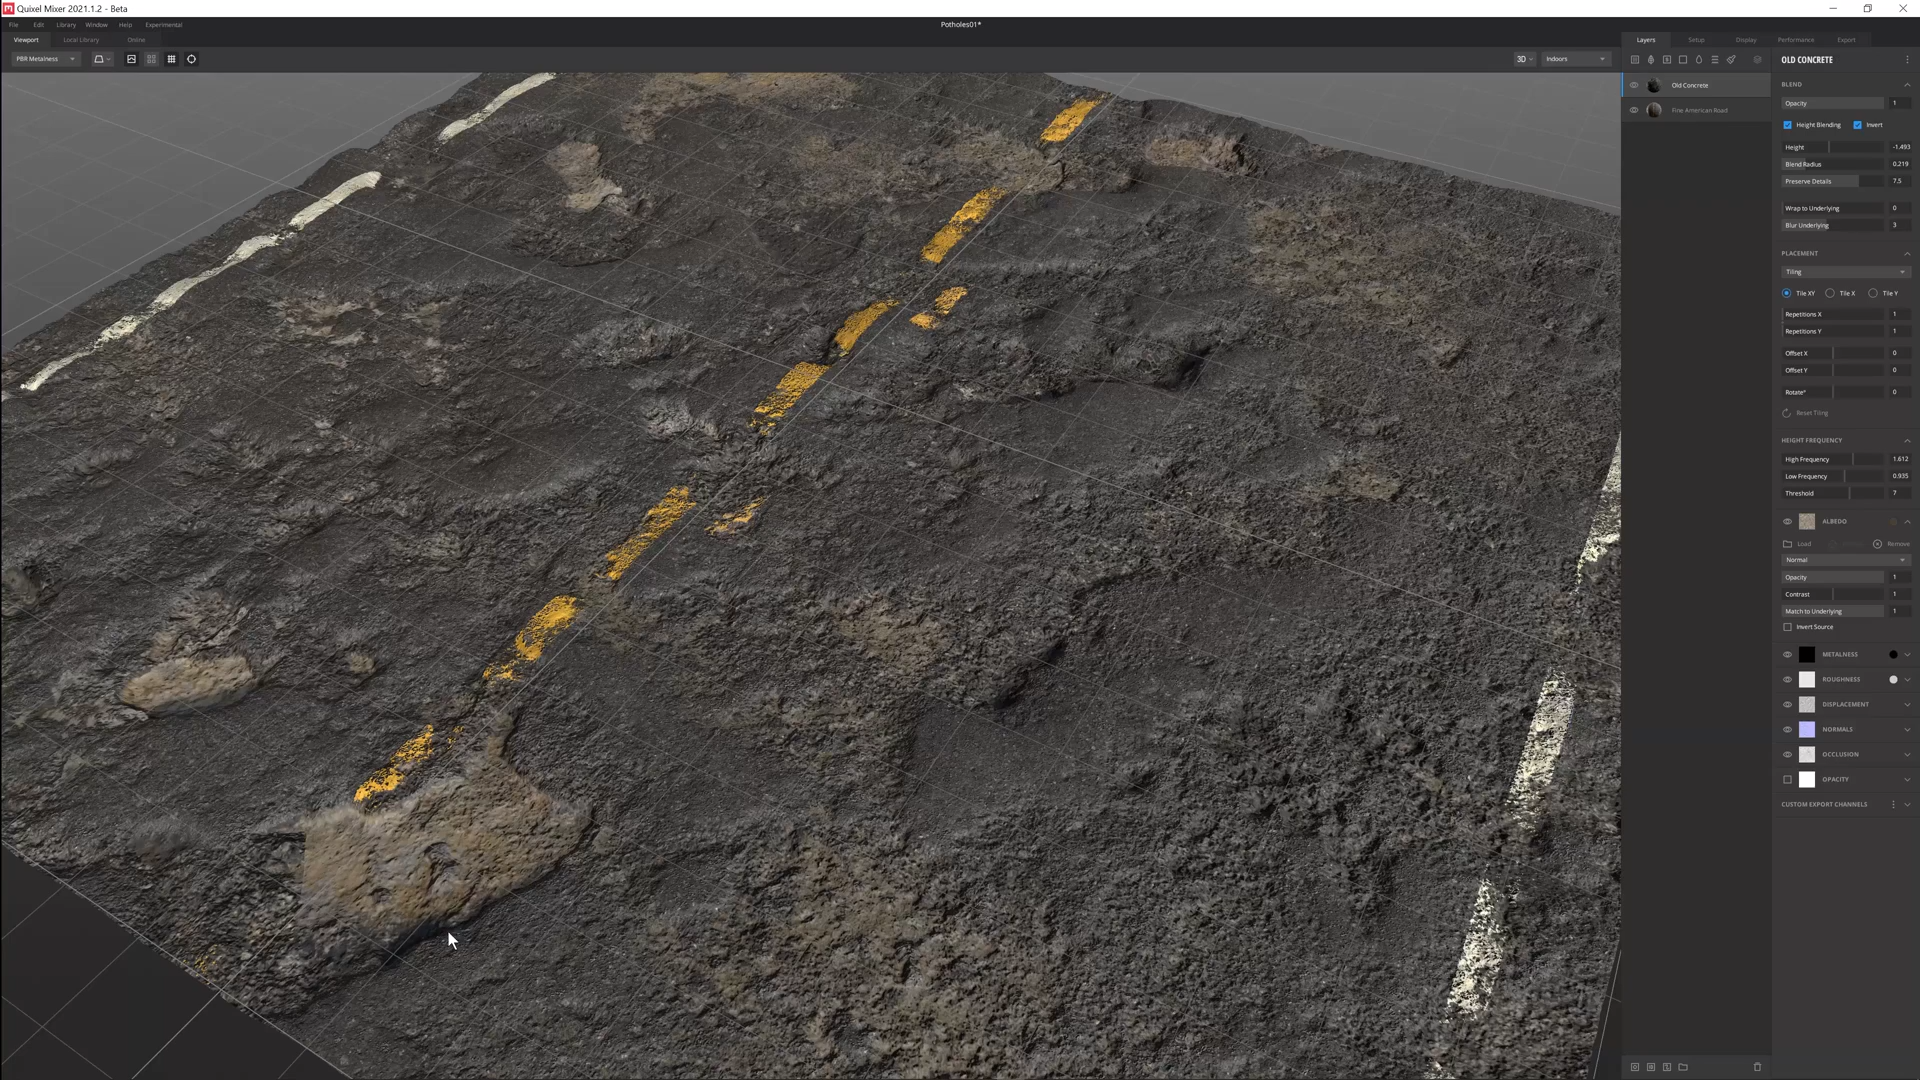 Quixel Mixer 2021.1.2 - Beta
File Edit Library Window Help Experimental
Potholes01*
Viewport Local Library Online
Layers Setup Display Performance Export
PBR Metalness
3D Indoors
OLD CONCRETE
Old Concrete
Fine American Road
BLEND
Opacity 1
Height Blending Invert
Height -1.493
Blend Radius 0.219
Preserve Details 7.5
Wrap to Underlying 0
Blur Underlying 3
PLACEMENT
Tiling
Tile XY Tile X Tile Y
Repetitions X 1
Repetitions Y 1
Offset X 0
Offset Y 0
Rotate° 0
Reset Tiling
HEIGHT FREQUENCY
High Frequency 1.612
Low Frequency 0.935
Threshold 7
ALBEDO
Load Remove
Normal
Opacity 1
Contrast 1
Match to Underlying 1
Invert Source
METALNESS
ROUGHNESS
DISPLACEMENT
NORMALS
OCCLUSION
OPACITY
CUSTOM EXPORT CHANNELS